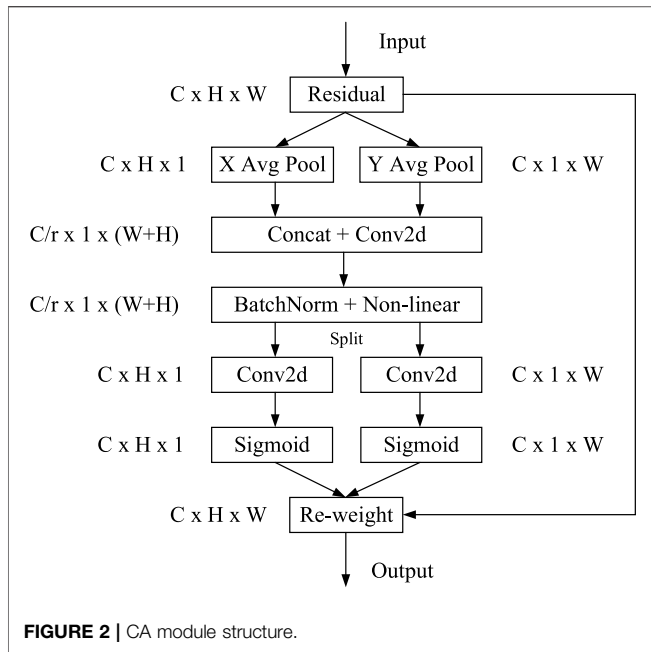 Input
C x H x W Residual
C x H x 1 X Avg Pool Y Avg Pool C x 1 x W
C/r x 1 x (W+H) Concat + Conv2d
C/r x 1 x (W+H) BatchNorm + Non-linear
Split
C x H x 1 Conv2d Conv2d C x 1 x W
C x H x 1 Sigmoid Sigmoid C x 1 x W
C x H x W Re-weight
Output
FIGURE 2 | CA module structure.